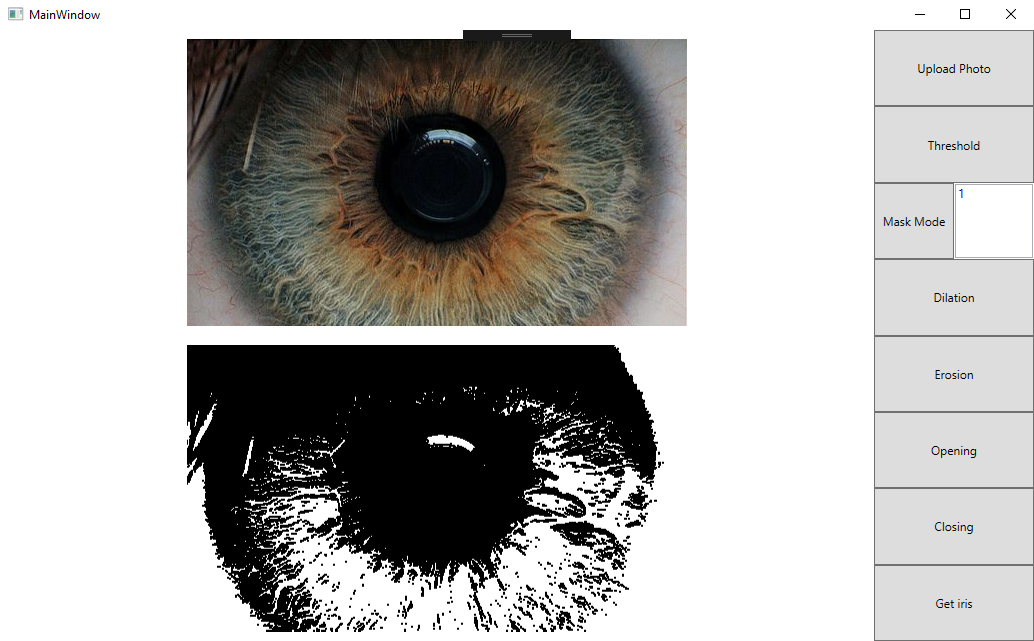 MainWindow
Upload Photo
Threshold
Mask Mode
1
Dilation
Erosion
Opening
Closing
Get iris